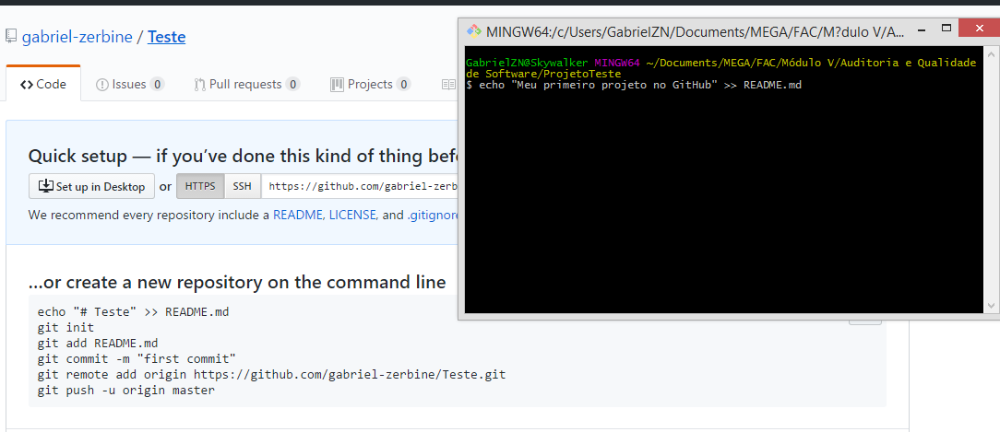 gabriel-zerbine / Teste
Code Issues 0 Pull requests 0 Projects 0
Quick setup — if you've done this kind of thing befo
Set up in Desktop or HTTPS SSH https://github.com/gabriel-zerb
We recommend every repository include a README, LICENSE, and .gitignore
...or create a new repository on the command line
echo "# Teste" >> README.md
git init
git add README.md
git commit -m "first commit"
git remote add origin https://github.com/gabriel-zerbine/Teste.git
git push -u origin master
MINGW64:/c/Users/GabrielZN/Documents/MEGA/FAC/M?dulo V/A...
GabrielZN@Skywalker MINGW64 ~/Documents/MEGA/FAC/Módulo V/Auditoria e Qualidade
de Software/ProjetoTeste
$ echo "Meu primeiro projeto no GitHub" >> README.md